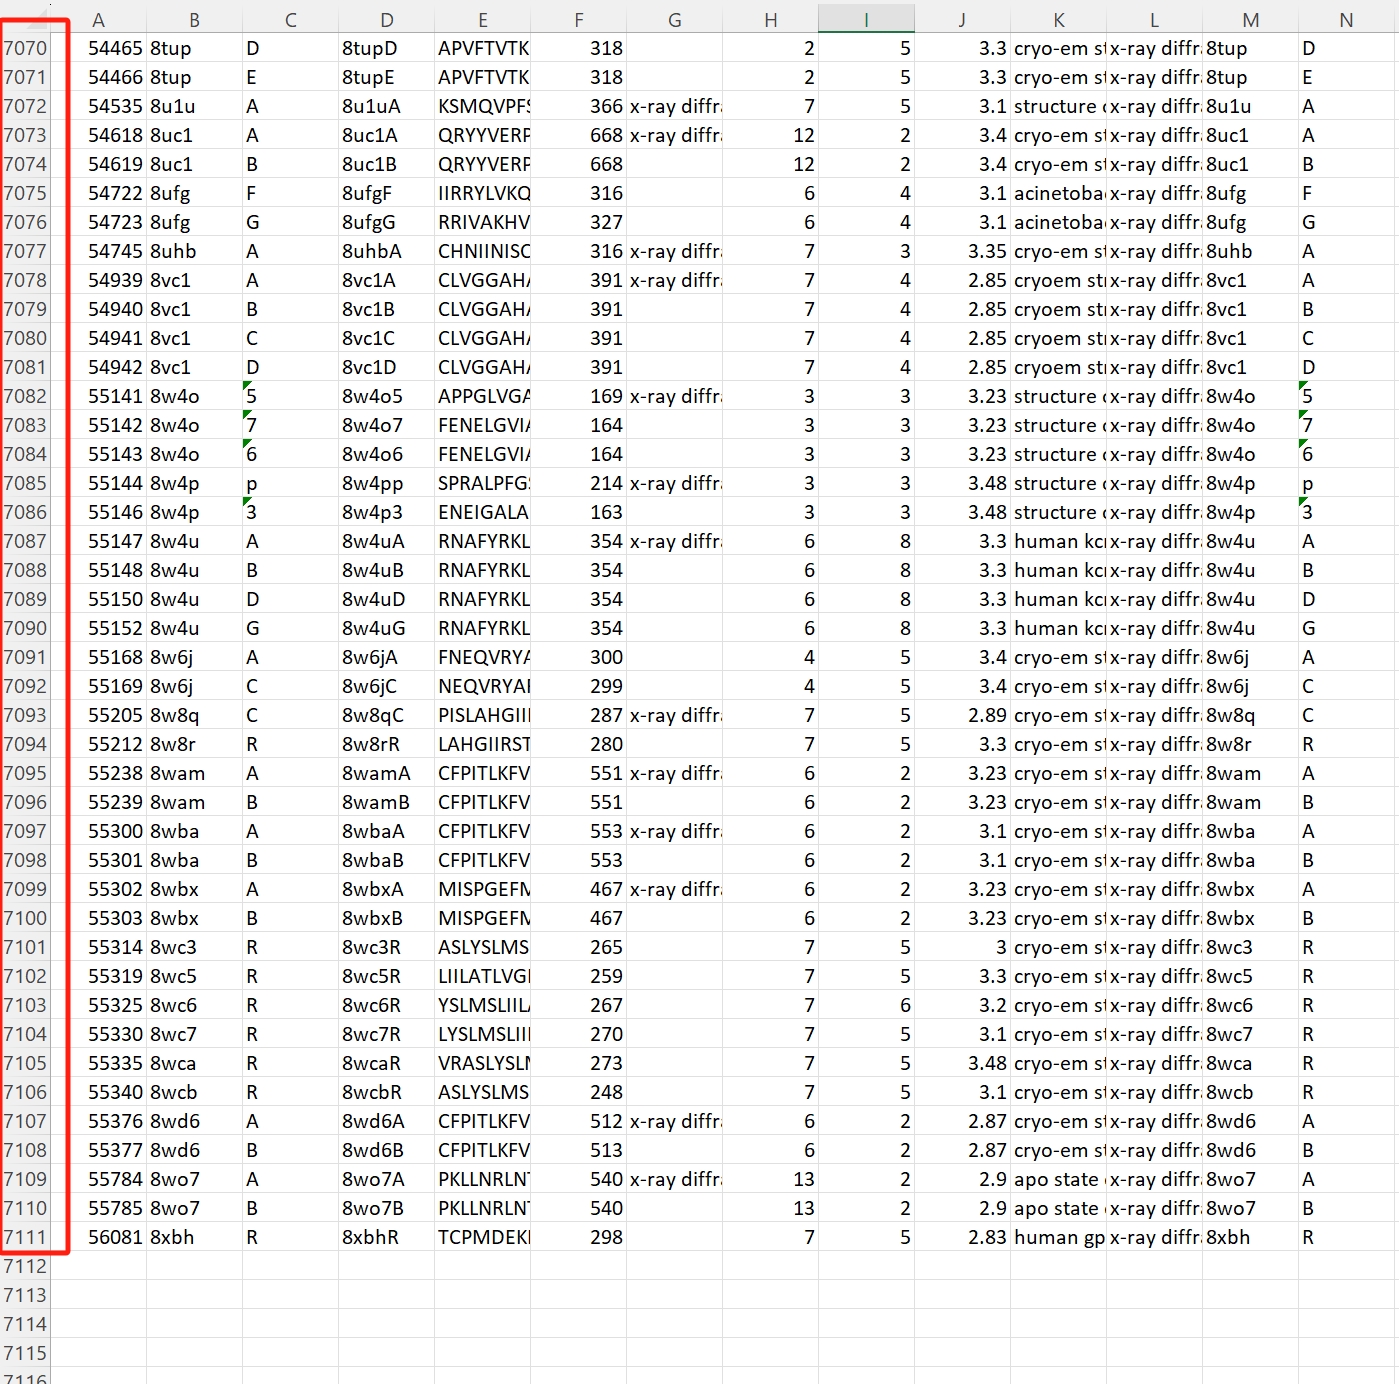 A B C D E F G H I J K L M N
7070 54465 8tup D 8tupD APVFTVTK 318 2 5 3.3 cryo-em st x-ray diffr 8tup D
7071 54466 8tup E 8tupE APVFTVTK 318 2 5 3.3 cryo-em st x-ray diffr 8tup E
7072 54535 8u1u A 8u1uA KSMQVPFS 366 x-ray diffr 7 5 3.1 structure o x-ray diffr 8u1u A
7073 54618 8uc1 A 8uc1A QRYYVERP 668 x-ray diffr 12 2 3.4 cryo-em st x-ray diffr 8uc1 A
7074 54619 8uc1 B 8uc1B QRYYVERP 668 12 2 3.4 cryo-em st x-ray diffr 8uc1 B
7075 54722 8ufg F 8ufgF IIRRYLVKQ 316 6 4 3.1 acinetoba x-ray diffr 8ufg F
7076 54723 8ufg G 8ufgG RRIVAKHV 327 6 4 3.1 acinetoba x-ray diffr 8ufg G
7077 54745 8uhb A 8uhbA CHNIINISC 316 x-ray diffr 7 3 3.35 cryo-em st x-ray diffr 8uhb A
7078 54939 8vc1 A 8vc1A CLVGGAHA 391 x-ray diffr 7 4 2.85 cryoem str x-ray diffr 8vc1 A
7079 54940 8vc1 B 8vc1B CLVGGAHA 391 7 4 2.85 cryoem str x-ray diffr 8vc1 B
7080 54941 8vc1 C 8vc1C CLVGGAHA 391 7 4 2.85 cryoem str x-ray diffr 8vc1 C
7081 54942 8vc1 D 8vc1D CLVGGAHA 391 7 4 2.85 cryoem str x-ray diffr 8vc1 D
7082 55141 8w4o 5 8w4o5 APPGLVGA 169 x-ray diffr 3 3 3.23 structure o x-ray diffr 8w4o 5
7083 55142 8w4o 7 8w4o7 FENELGVIA 164 3 3 3.23 structure o x-ray diffr 8w4o 7
7084 55143 8w4o 6 8w4o6 FENELGVIA 164 3 3 3.23 structure o x-ray diffr 8w4o 6
7085 55144 8w4p p 8w4pp SPRALPFGS 214 x-ray diffr 3 3 3.48 structure o x-ray diffr 8w4p p
7086 55146 8w4p 3 8w4p3 ENEIGALA 163 3 3 3.48 structure o x-ray diffr 8w4p 3
7087 55147 8w4u A 8w4uA RNAFYRKL 354 x-ray diffr 6 8 3.3 human kcn x-ray diffr 8w4u A
7088 55148 8w4u B 8w4uB RNAFYRKL 354 6 8 3.3 human kcn x-ray diffr 8w4u B
7089 55150 8w4u D 8w4uD RNAFYRKL 354 6 8 3.3 human kcn x-ray diffr 8w4u D
7090 55152 8w4u G 8w4uG RNAFYRKL 354 6 8 3.3 human kcn x-ray diffr 8w4u G
7091 55168 8w6j A 8w6jA FNEQVRYA 300 4 5 3.4 cryo-em st x-ray diffr 8w6j A
7092 55169 8w6j C 8w6jC NEQVRYA 299 4 5 3.4 cryo-em st x-ray diffr 8w6j C
7093 55205 8w8q C 8w8qC PISLAHGII 287 x-ray diffr 7 5 2.89 cryo-em st x-ray diffr 8w8q C
7094 55212 8w8r R 8w8rR LAHGIIRST 280 7 5 3.3 cryo-em st x-ray diffr 8w8r R
7095 55238 8wam A 8wamA CFPITLKFV 551 x-ray diffr 6 2 3.23 cryo-em st x-ray diffr 8wam A
7096 55239 8wam B 8wamB CFPITLKFV 551 6 2 3.23 cryo-em st x-ray diffr 8wam B
7097 55300 8wba A 8wbaA CFPITLKFV 553 x-ray diffr 6 2 3.1 cryo-em st x-ray diffr 8wba A
7098 55301 8wba B 8wbaB CFPITLKFV 553 6 2 3.1 cryo-em st x-ray diffr 8wba B
7099 55302 8wbx A 8wbxA MISPGEFM 467 x-ray diffr 6 2 3.23 cryo-em st x-ray diffr 8wbx A
7100 55303 8wbx B 8wbxB MISPGEFM 467 6 2 3.23 cryo-em st x-ray diffr 8wbx B
7101 55314 8wc3 R 8wc3R ASLYSLMS 265 7 5 3 cryo-em st x-ray diffr 8wc3 R
7102 55319 8wc5 R 8wc5R LIILATLVG 259 7 5 3.3 cryo-em st x-ray diffr 8wc5 R
7103 55325 8wc6 R 8wc6R YSLMSLIIL 267 7 6 3.2 cryo-em st x-ray diffr 8wc6 R
7104 55330 8wc7 R 8wc7R LYSLMSLII 270 7 5 3.1 cryo-em st x-ray diffr 8wc7 R
7105 55335 8wca R 8wcaR VRASLYSL 273 7 5 3.48 cryo-em st x-ray diffr 8wca R
7106 55340 8wcb R 8wcbR ASLYSLMS 248 7 5 3.1 cryo-em st x-ray diffr 8wcb R
7107 55376 8wd6 A 8wd6A CFPITLKFV 512 x-ray diffr 6 2 2.87 cryo-em st x-ray diffr 8wd6 A
7108 55377 8wd6 B 8wd6B CFPITLKFV 513 6 2 2.87 cryo-em st x-ray diffr 8wd6 B
7109 55784 8wo7 A 8wo7A PKLLNRLN 540 x-ray diffr 13 2 2.9 apo state x-ray diffr 8wo7 A
7110 55785 8wo7 B 8wo7B PKLLNRLN 540 13 2 2.9 apo state x-ray diffr 8wo7 B
7111 56081 8xbh R 8xbhR TCPMDEK 298 7 5 2.83 human gp x-ray diffr 8xbh R
7112
7113
7114
7115
7116